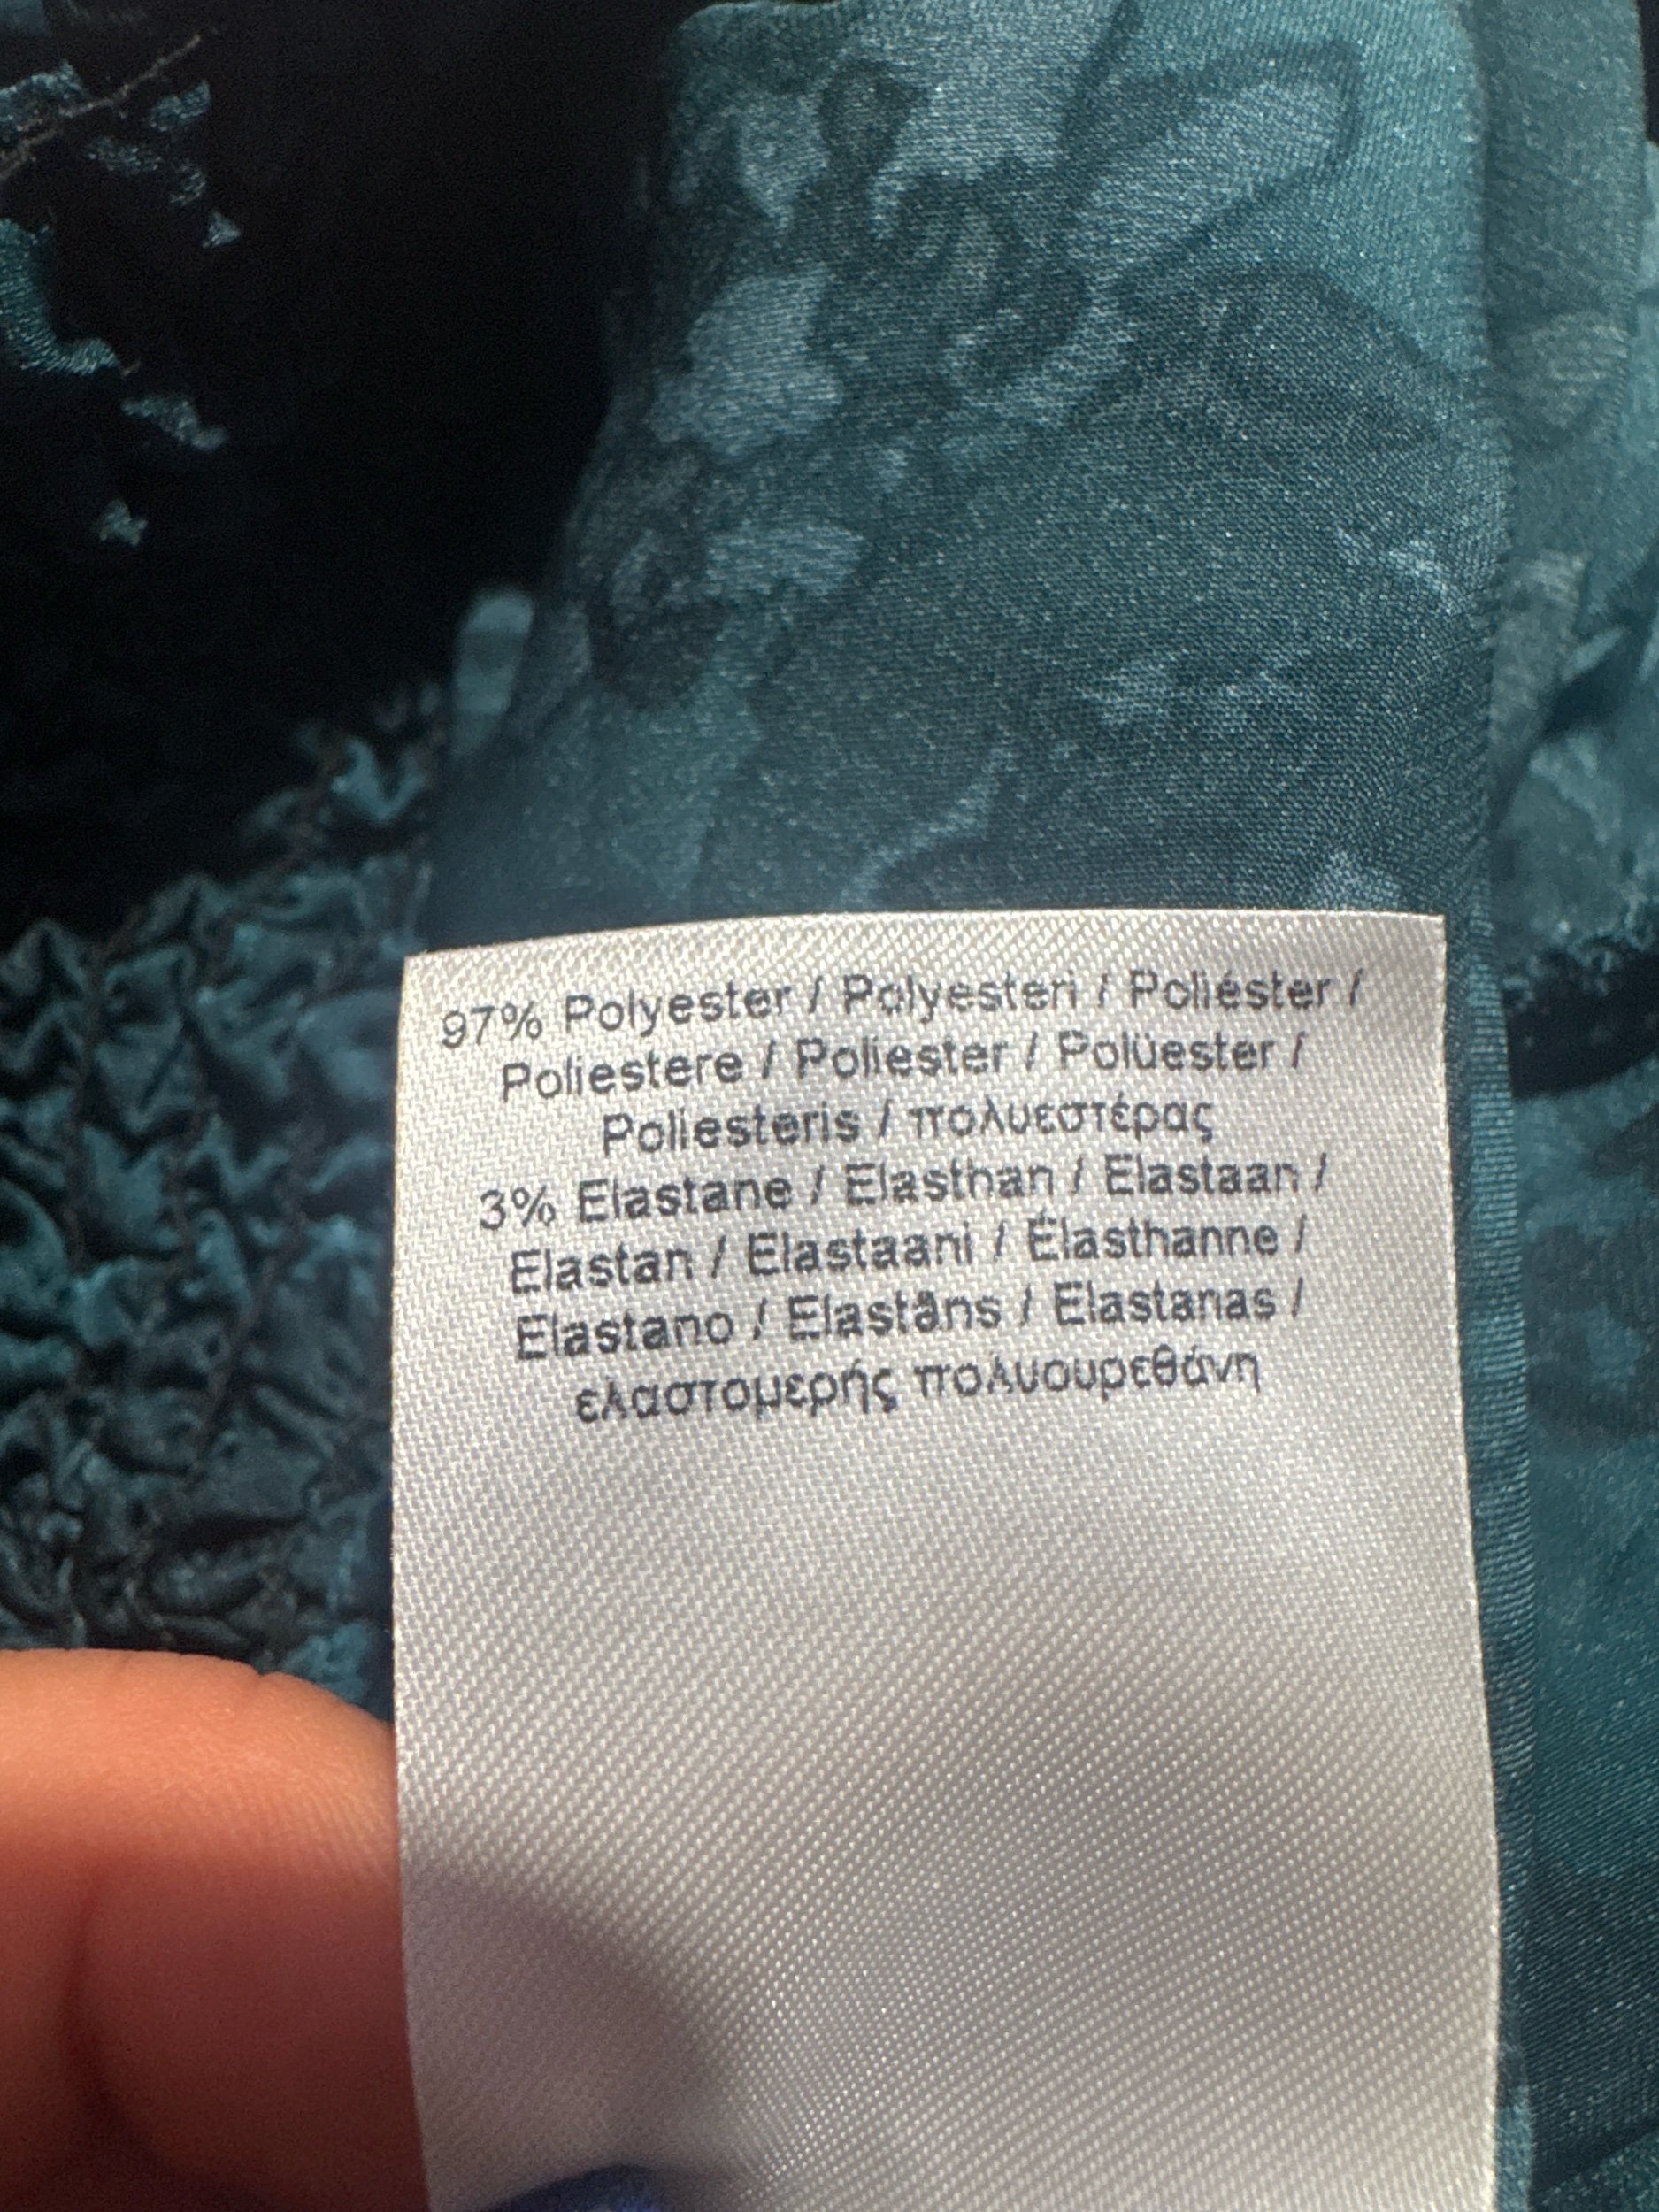 97% Polyester / Polyesteri / Poliéster /
Poliestere / Poliester / Polüester /
Poliesteris / πολυεστέρας
3% Elastane / Elasthan / Elastaan /
Elastan / Elastaani / Élasthanne /
Elastano / Elastāns / Elastanas /
ελαστομερής πολυουρεθάνη